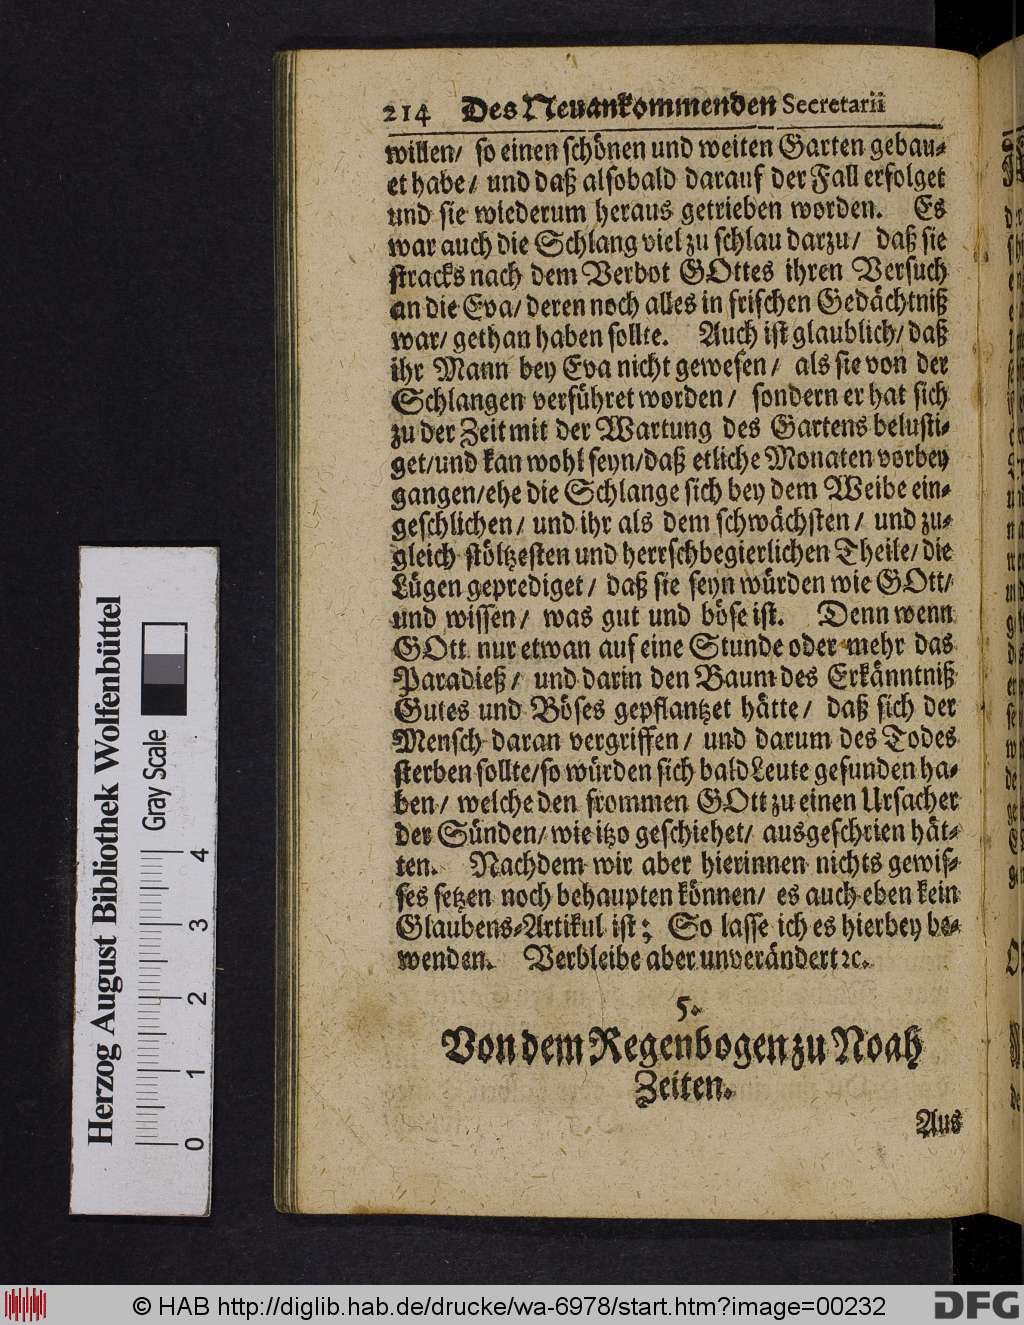 214 Des Neuankommenden Secretarii
willen/ so einen schönen und weiten Garten gebau-
et habe/ und daß alsobald darauf der Fall erfolget
und sie wiederum heraus getrieben worden. Es
war auch die Schlang viel zu schlau darzu/ daß sie
stracks nach dem Verbot GOttes ihren Versuch
an die Eva/ deren noch alles in frischen Gedächtniß
war/ gethan haben sollte. Auch ist glaublich/ daß
ihr Mann bey Eva nicht gewesen/ als sie von der
Schlangen verführet worden/ sondern er hat sich
zu der Zeit mit der Wartung des Gartens belusti-
get/und kan wohl seyn/daß etliche Monaten vorbey
gangen/ehe die Schlange sich bey dem Weibe ein-
geschlichen/ und ihr als dem schwächsten/ und zu-
gleich stöltzesten und herrschbegierlichen Theile/ die
Lügen geprediget/ daß sie seyn würden wie GOtt/
und wissen/ was gut und böse ist. Denn wenn
GOtt nur etwan auf eine Stunde oder mehr das
Paradieß/ und darin den Baum des Erkänntniß
Gutes und Böses gepflantzet hätte/ daß sich der
Mensch daran vergriffen/ und darum des Todes
sterben sollte/so würden sich bald Leute gefunden ha-
ben/ welche den frommen GOtt zu einen Ursacher
der Sünden/ wie itzo geschiehet/ ausgeschrien hät-
ten. Nachdem wir aber hierinnen nichts gewis-
ses setzen noch behaupten können/ es auch eben kein
Glaubens-Artikul ist; So lasse ich es hierbey be-
wenden. Verbleibe aber unverändert ꝛc.
5.
Von dem Regenbogen zu Noah
Zeiten.
Aus
Herzog August Bibliothek Wolfenbüttel
Gray Scale
0 1 2 3 4
© HAB http://diglib.hab.de/drucke/wa-6978/start.htm?image=00232
DFG